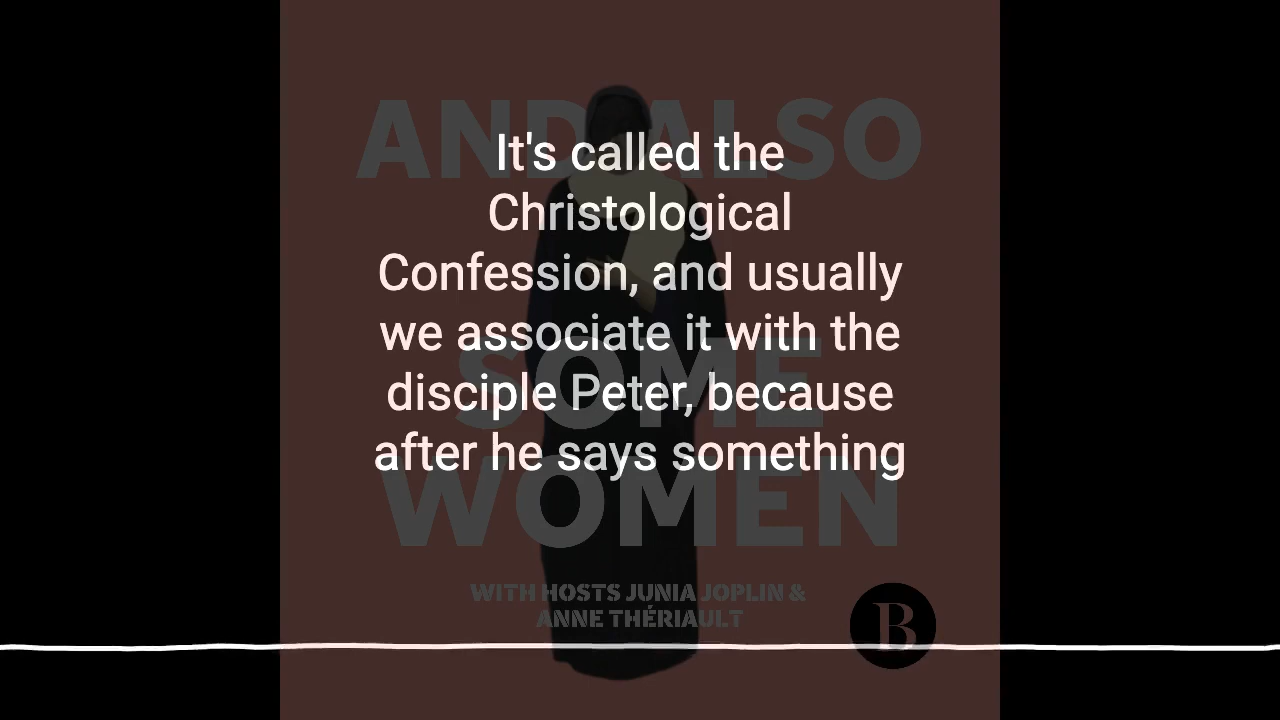 AND ALSO
It's called the
Christological
Confession, and usually
we associate it with the
SOME
disciple Peter, because
after he says something
WOMEN
WITH HOSTS JUNIA JOPLIN &
ANNE THÉRIAULT
B